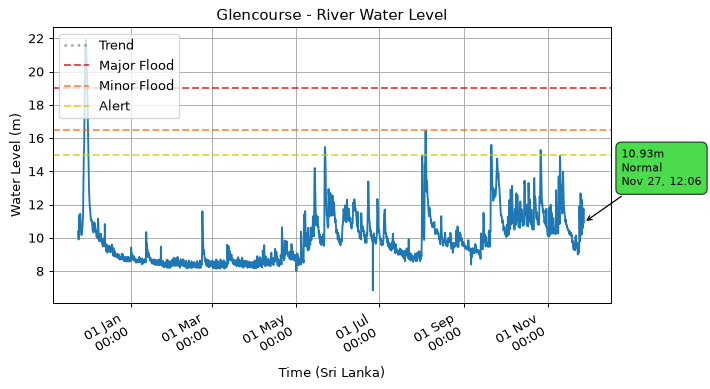 Glencourse - River Water Level
Trend
Major Flood
Minor Flood
Alert
Water Level (m)
22
20
18
16
14
12
10
8
10.93m
Normal
Nov 27, 12:06
01 Jan
00:00
01 Mar
00:00
01 May
00:00
01 Jul
00:00
01 Sep
00:00
01 Nov
00:00
Time (Sri Lanka)